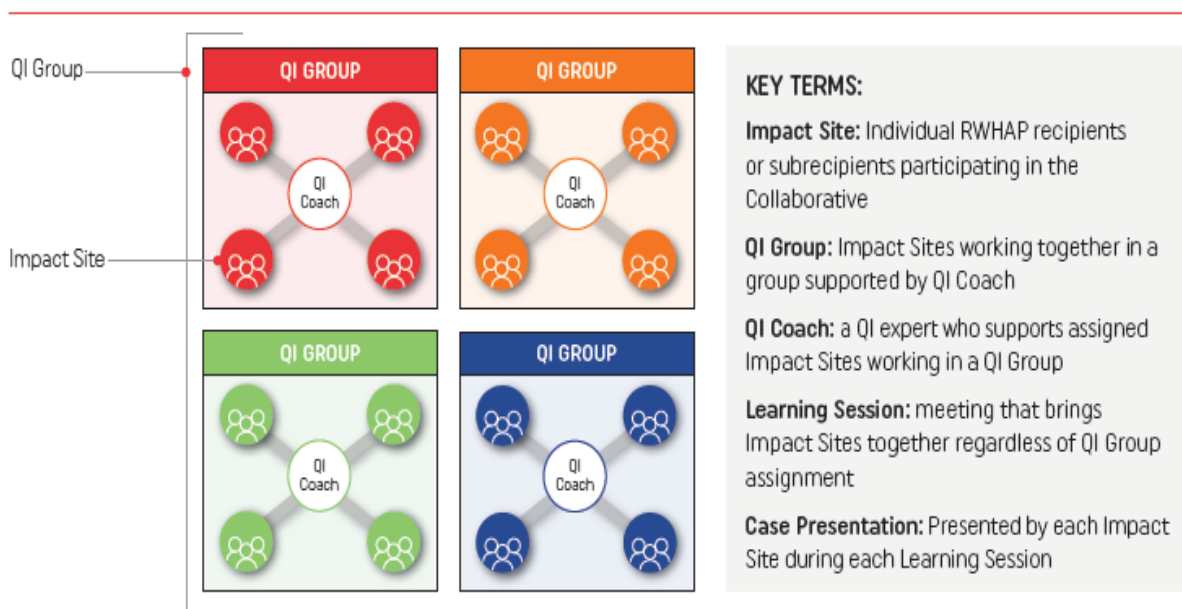 QI Group
Impact Site
QI GROUP
QI
Coach
QI GROUP
QI
Coach
QI GROUP
QI
Coach
QI GROUP
QI
Coach
KEY TERMS:
Impact Site: Individual RWHAP recipients
or subrecipients participating in the
Collaborative
QI Group: Impact Sites working together in a
group supported by QI Coach
QI Coach: a QI expert who supports assigned
Impact Sites working in a QI Group
Learning Session: meeting that brings
Impact Sites together regardless of QI Group
assignment
Case Presentation: Presented by each Impact
Site during each Learning Session